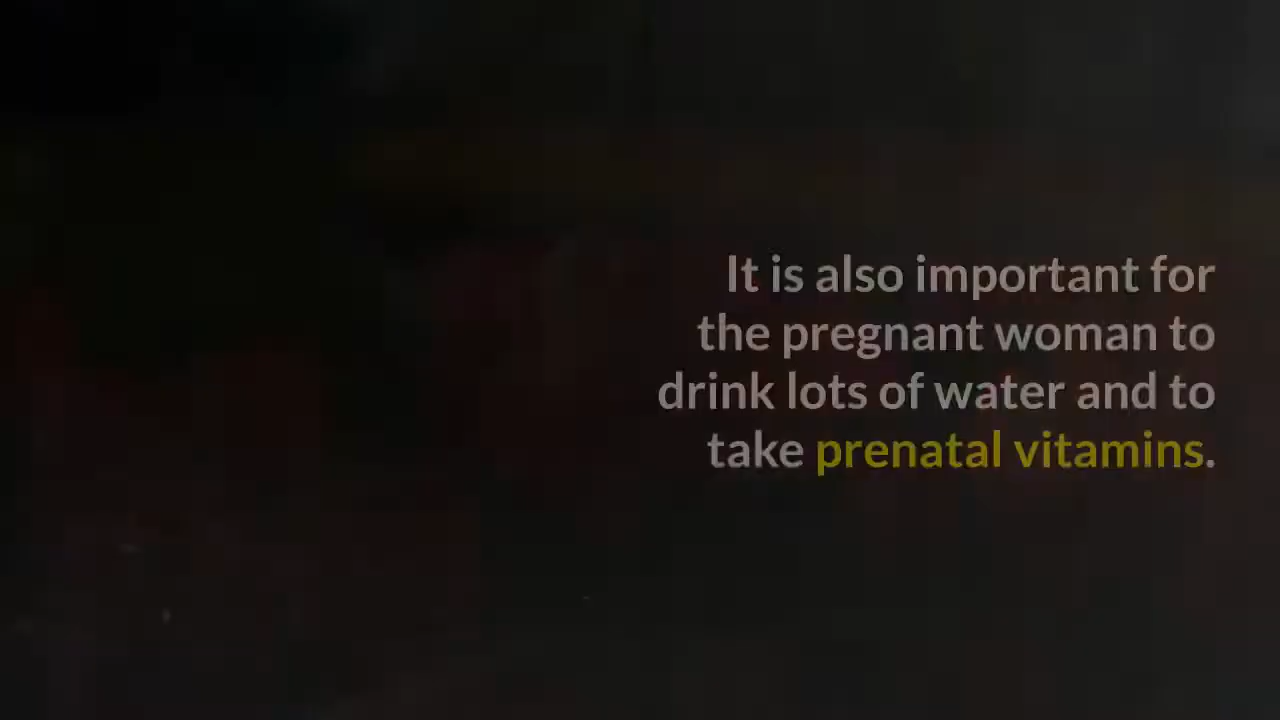 It is also important for
the pregnant woman to
drink lots of water and to
take prenatal vitamins.